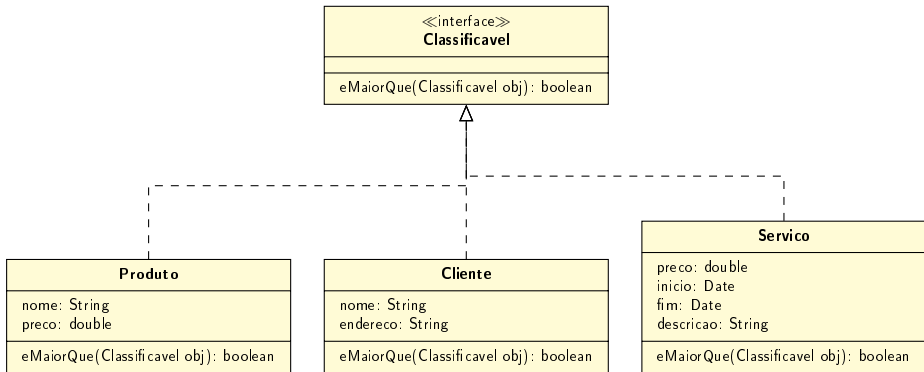 ≪interface≫
Classificavel
eMaiorQue(Classificavel obj): boolean
Produto
nome: String
preco: double
eMaiorQue(Classificavel obj): boolean
Cliente
nome: String
endereco: String
eMaiorQue(Classificavel obj): boolean
Servico
preco: double
inicio: Date
fim: Date
descricao: String
eMaiorQue(Classificavel obj): boolean